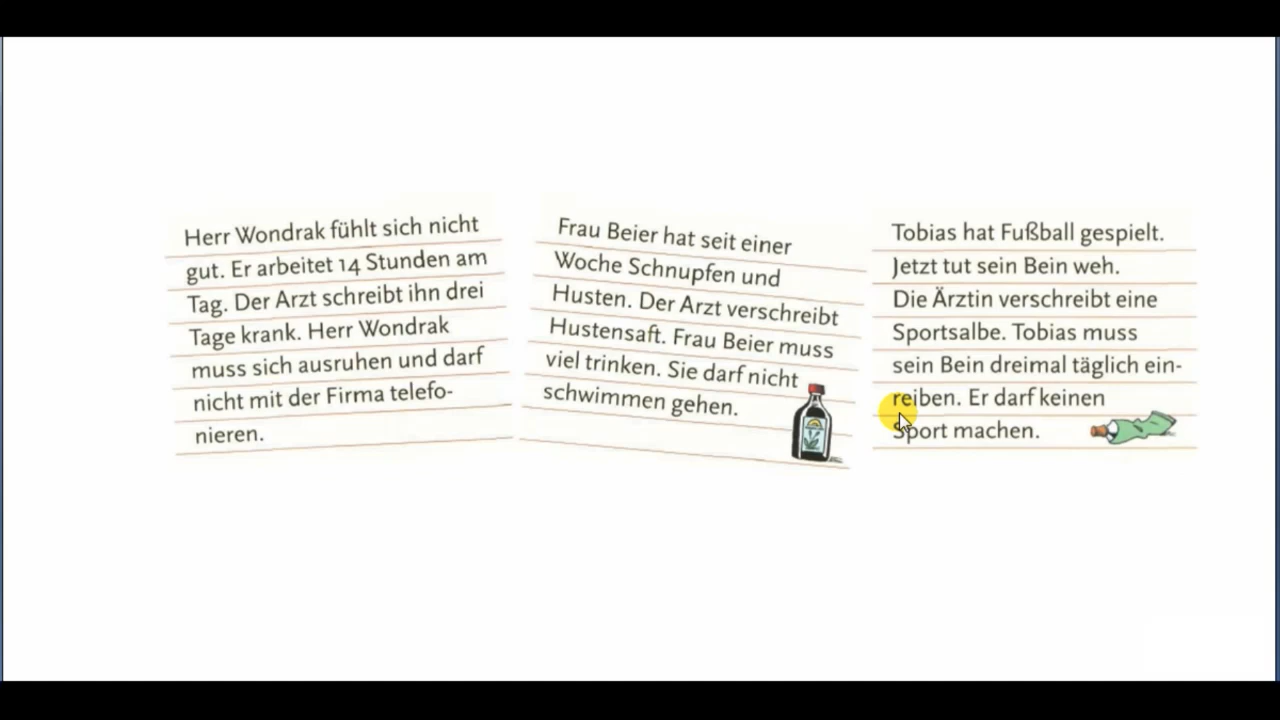 Herr Wondrak fühlt sich nicht
gut. Er arbeitet 14 Stunden am
Tag. Der Arzt schreibt ihn drei
Tage krank. Herr Wondrak
muss sich ausruhen und darf
nicht mit der Firma telefo-
nieren.
Frau Beier hat seit einer
Woche Schnupfen und
Husten. Der Arzt verschreibt
Hustensaft. Frau Beier muss
viel trinken. Sie darf nicht
schwimmen gehen.
Tobias hat Fußball gespielt.
Jetzt tut sein Bein weh.
Die Ärztin verschreibt eine
Sportsalbe. Tobias muss
sein Bein dreimal täglich ein-
reiben. Er darf keinen
Sport machen.